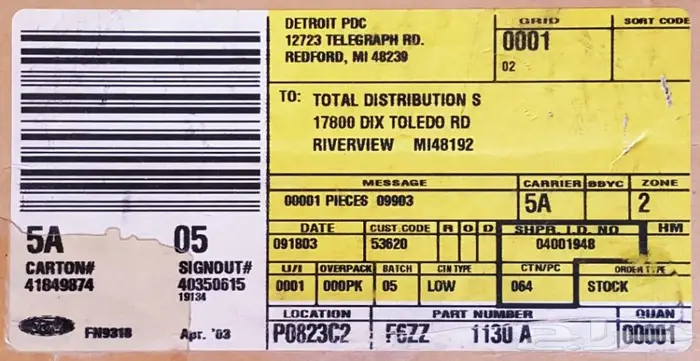 DETROIT PDC
12723 TELEGRAPH RD.
REDFORD, MI 48239
GRID
0001
02
SORT CODE
TO: TOTAL DISTRIBUTION S
17800 DIX TOLEDO RD
RIVERVIEW MI48192
MESSAGE
00001 PIECES 09903
CARRIER
5A
BBYC
ZONE
2
DATE
091803
CUST.CODE
53620
R O D
SHPR. I.D. NO
04001948
HM
U/I
0001
OVERPACK
000PK
BATCH
05
CTN TYPE
LOW
CTN/PC
064
ORDER TYPE
STOCK
LOCATION
P0823C2
PART NUMBER
F6ZZ 1130 A
QUAN
00001
5A 05
CARTON# SIGNOUT#
41849874 40350615
19134
Ford
FN9318 Apr. '03